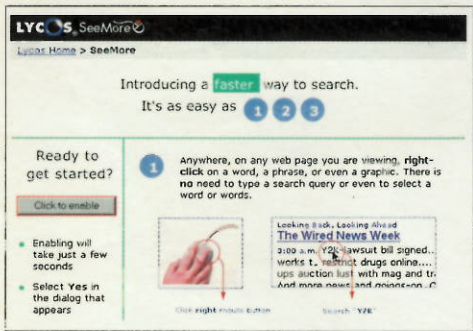 LYCOS SeeMore
Lycos Home > SeeMore
Introducing a faster way to search.
It's as easy as 1 2 3
Ready to
get started?
Click to enable
Enabling will
take just a few
seconds
Select Yes in
the dialog that
appears
1
Anywhere, on any web page you are viewing, right-
click on a word, a phrase, or even a graphic. There is
no need to type a search query or even to select a
word or words.
Looking Back, Looking Ahead
The Wired News Week
3:00 a.m. Y2K lawsuit bill signed..
works t. restrict drugs online....
ups auction lust with mag and tr
And more news and goings-on
Click right mouse button
Search "Y2K"